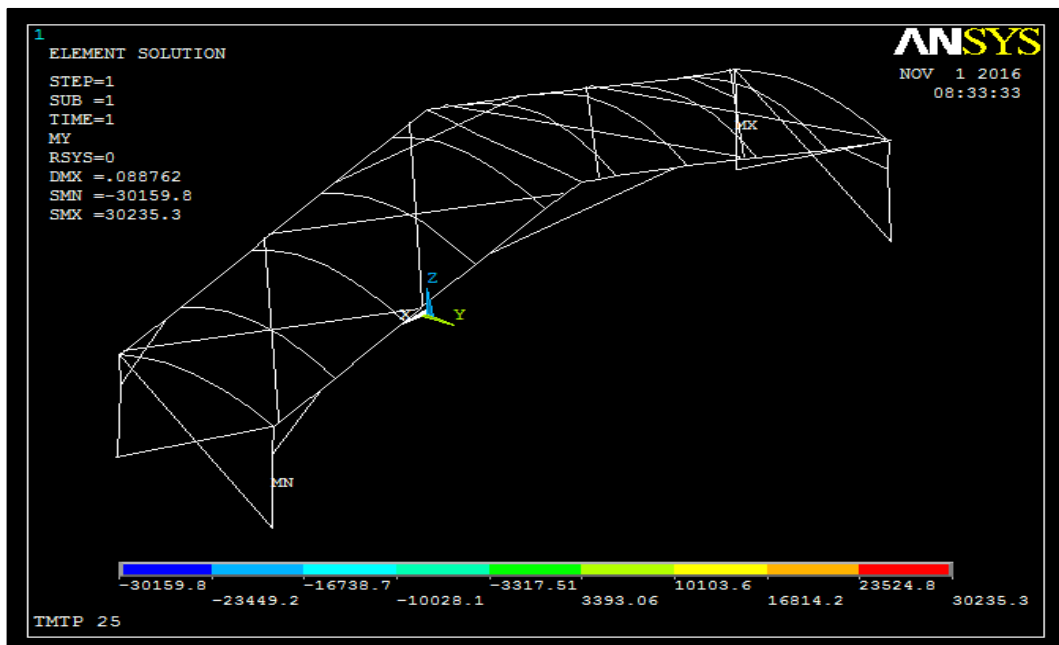 1
ELEMENT SOLUTION
STEP=1
SUB =1
TIME=1
MY
RSYS=0
DMX =.088762
SMN =-30159.8
SMX =30235.3
ANSYS
NOV 1 2016
08:33:33
MX
Z
X
Y
MN
-30159.8
-23449.2
-16738.7
-10028.1
-3317.51
3393.06
10103.6
16814.2
23524.8
30235.3
TMTP 25